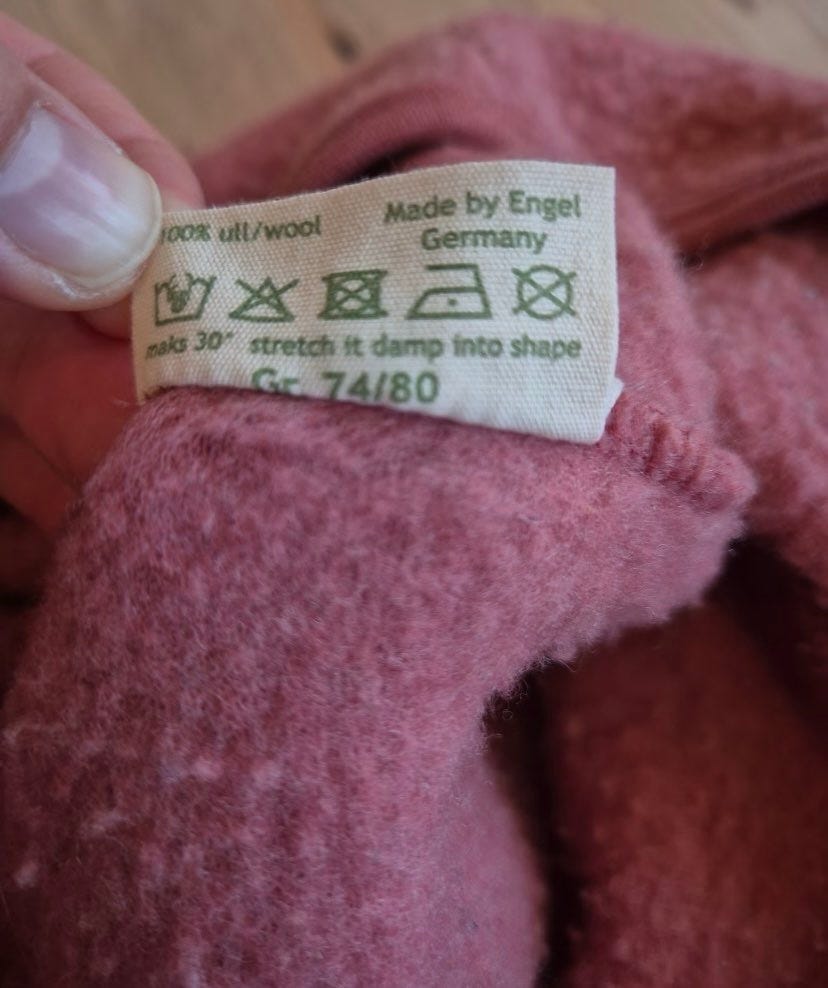 100% ull/wool
Made by Engel
Germany
maks 30° stretch it damp into shape
Gr. 74/80